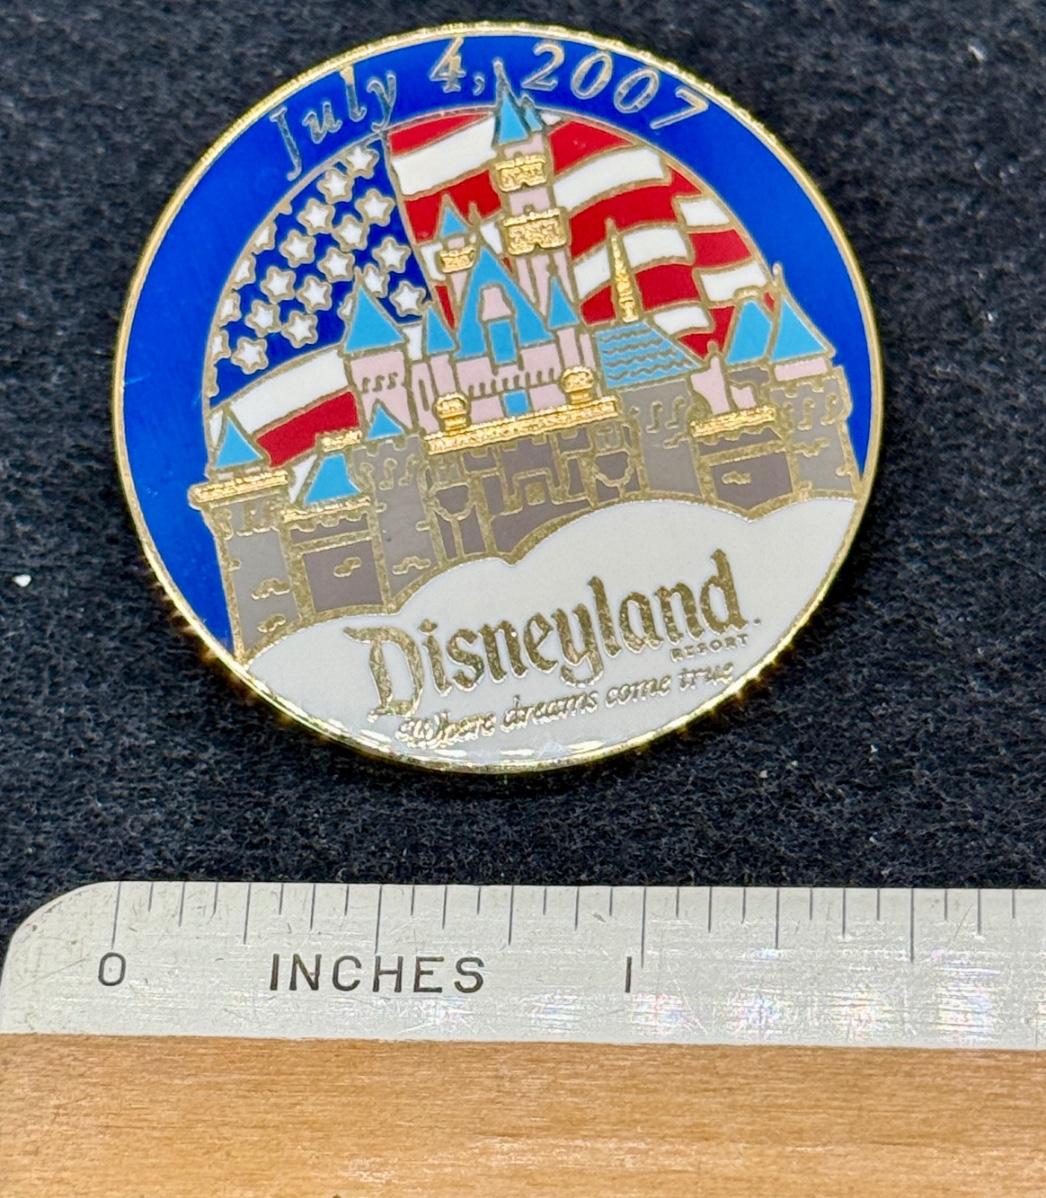 July 4, 2007
Disneyland
RESORT
Where dreams come true
0 INCHES 1